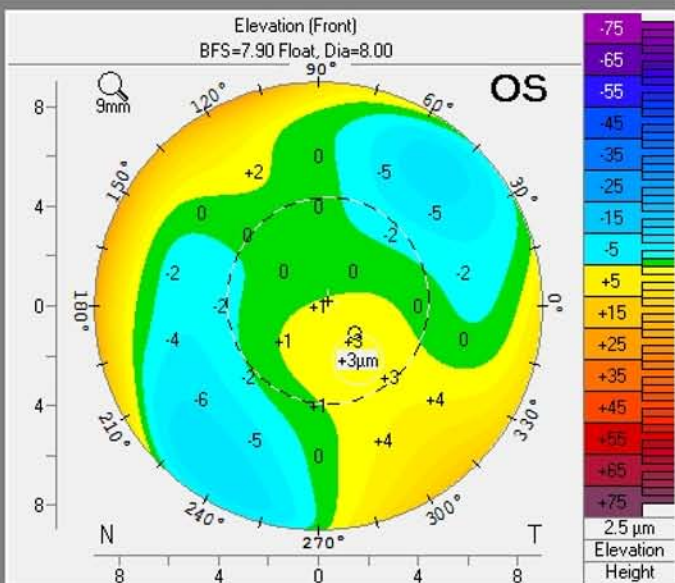 Elevation (Front)
BFS=7.90 Float, Dia=8.00
OS
9mm
90°
120° 60°
150° 30°
180° 0°
210° 330°
240° 300°
270°
8
4
0
4
8
0
+2 -5
0 0 -5
0 -2
-2 0 0 -2
-2 +1 0
-4 +1 +3 0
+3µm
-2 +3
-6 +1 +4
-5 0 +4
N T
8 4 0 4 8
-75
-65
-55
-45
-35
-25
-15
-5
+5
+15
+25
+35
+45
+55
+65
+75
2.5 µm
Elevation
Height